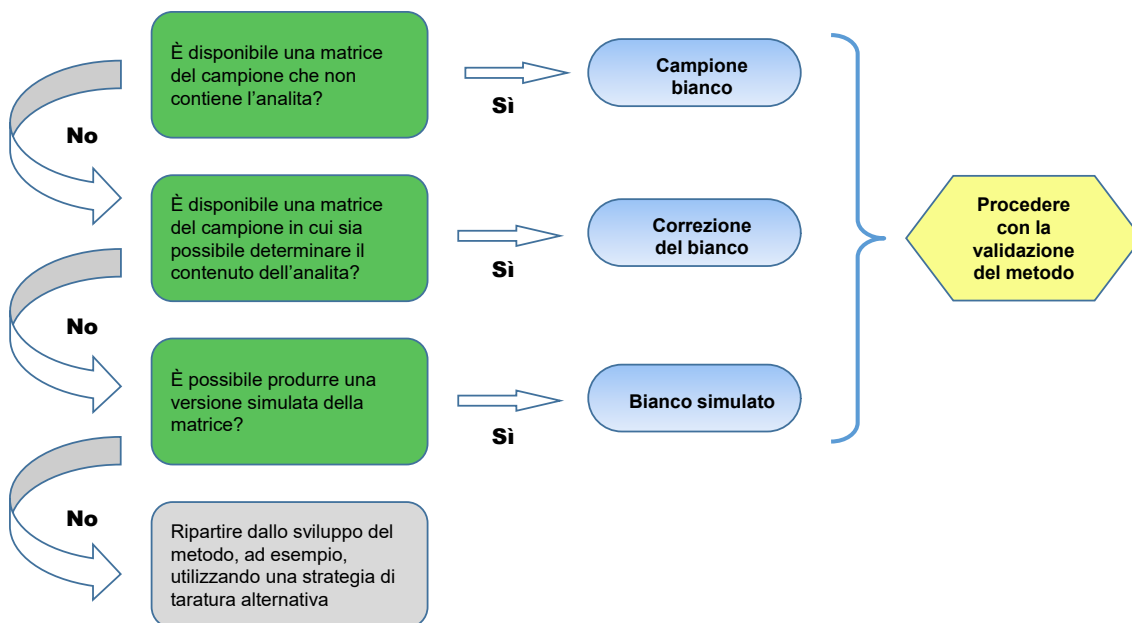 È disponibile una matrice
del campione che non
contiene l'analita?
Sì
Campione
bianco
No
È disponibile una matrice
del campione in cui sia
possibile determinare il
contenuto dell'analita?
Sì
Correzione
del bianco
Procedere
con la
validazione
del metodo
No
È possibile produrre una
versione simulata della
matrice?
Sì
Bianco simulato
No
Ripartire dallo sviluppo del
metodo, ad esempio,
utilizzando una strategia di
taratura alternativa